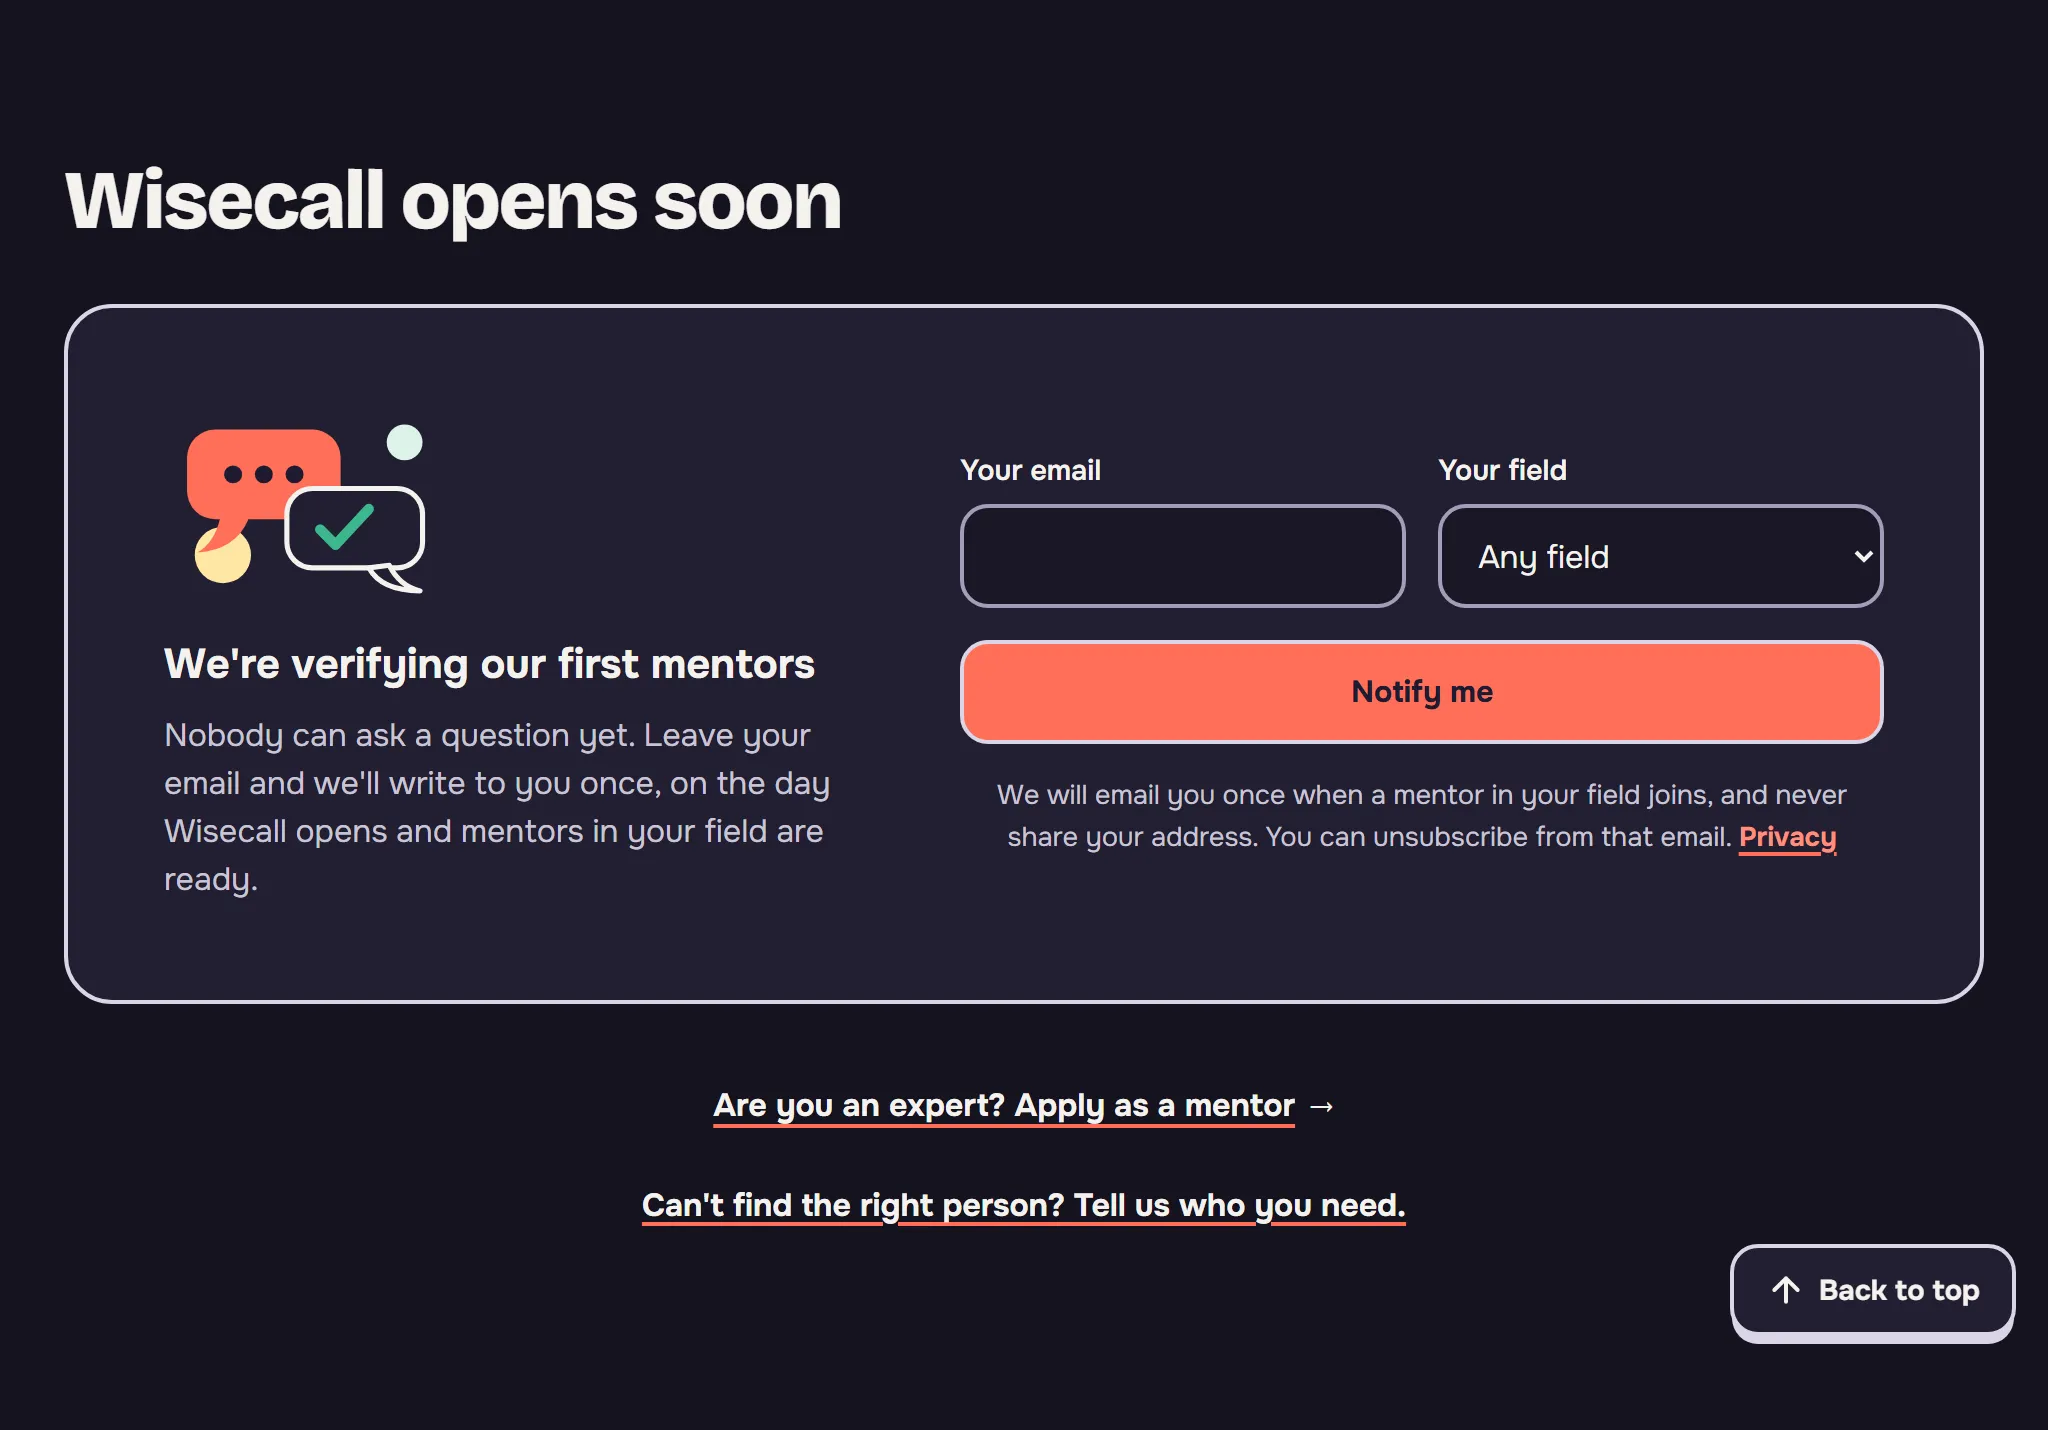 Wisecall opens soon
We're verifying our first mentors
Nobody can ask a question yet. Leave your
email and we'll write to you once, on the day
Wisecall opens and mentors in your field are
ready.
Your email
Your field
Any field
Notify me
We will email you once when a mentor in your field joins, and never
share your address. You can unsubscribe from that email. Privacy
Are you an expert? Apply as a mentor →
Can't find the right person? Tell us who you need.
↑ Back to top